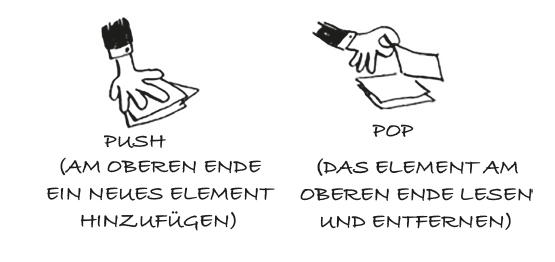 PUSH
(AM OBEREN ENDE
EIN NEUES ELEMENT
HINZUFÜGEN)
POP
(DAS ELEMENT AM
OBEREN ENDE LESEN
UND ENTFERNEN)